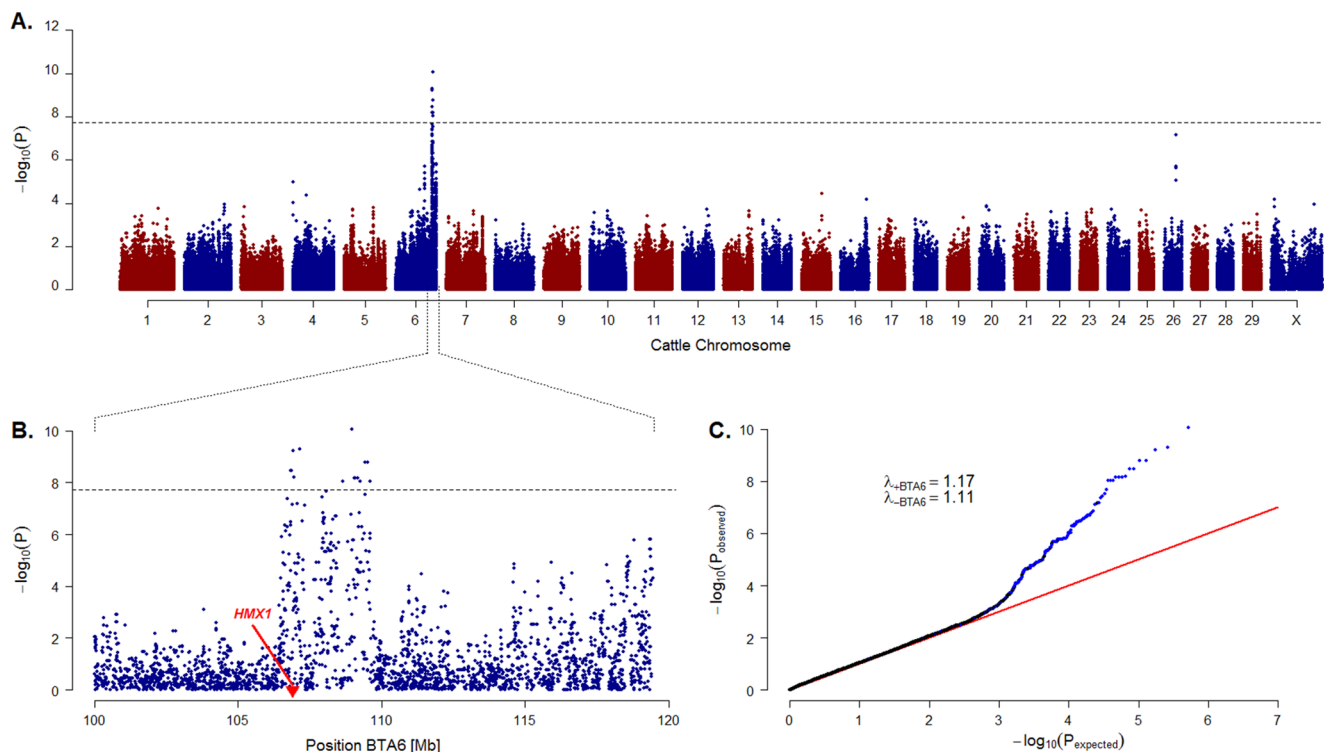 A.
12
10
8
6
4
2
0
−log10(P)
1 2 3 4 5 6 7 8 9 10 11 12 13 14 15 16 17 18 19 20 21 22 23 24 25 26 27 28 29 X
Cattle Chromosome
B.
10
8
6
4
2
0
−log10(P)
HMX1
100 105 110 115 120
Position BTA6 [Mb]
C.
10
8
6
4
2
0
−log10(Pobserved)
λ+BTA6 = 1.17
λ−BTA6 = 1.11
0 1 2 3 4 5 6 7
−log10(Pexpected)